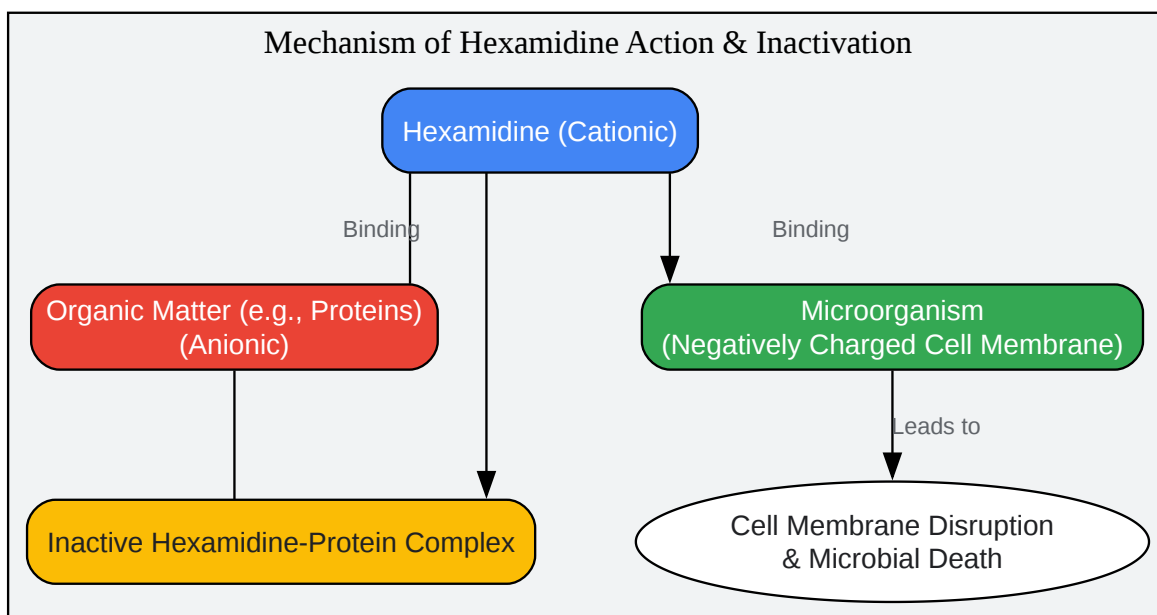 Mechanism of Hexamidine Action & Inactivation
Hexamidine (Cationic)
Binding
Binding
Organic Matter (e.g., Proteins)
(Anionic)
Microorganism
(Negatively Charged Cell Membrane)
Leads to
Inactive Hexamidine-Protein Complex
Cell Membrane Disruption
& Microbial Death